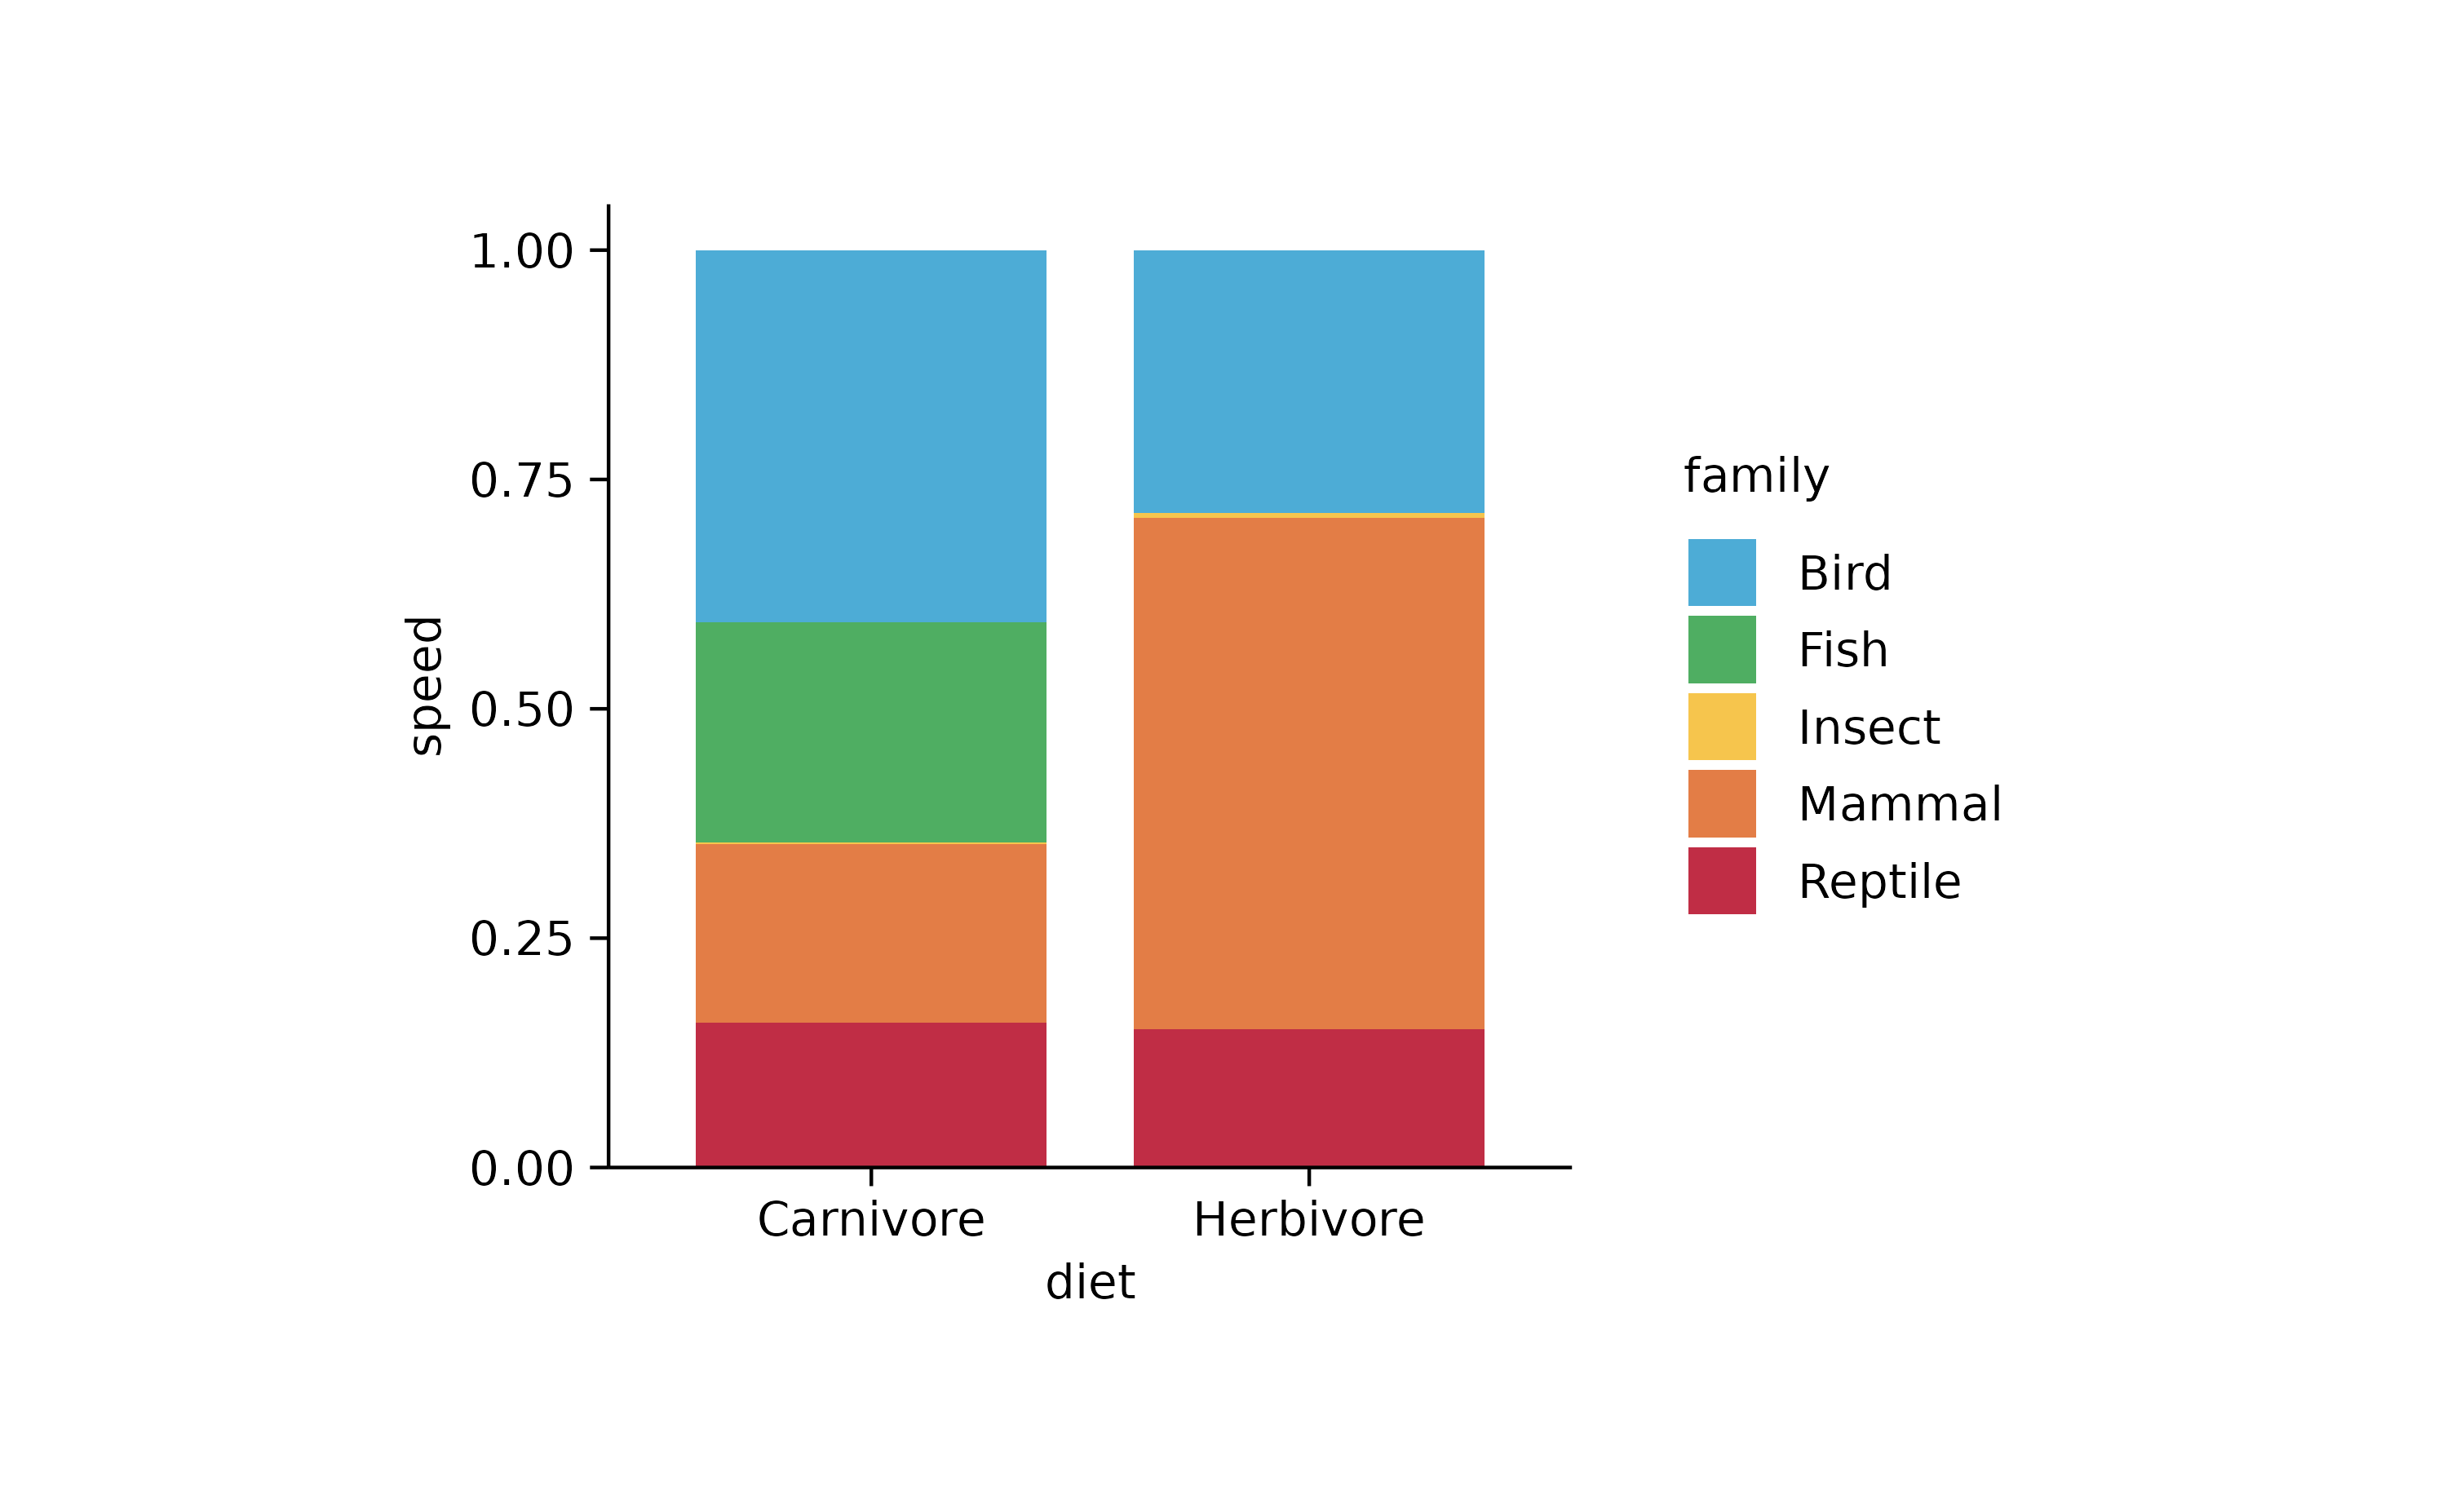 1.00
0.75
0.50
0.25
0.00
speed
Carnivore Herbivore
diet
family
Bird
Fish
Insect
Mammal
Reptile